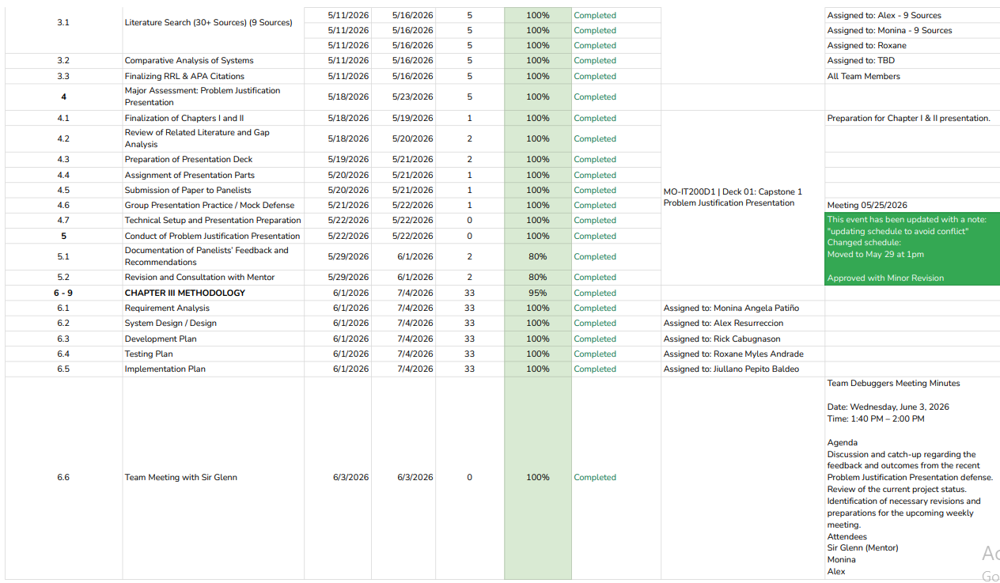 3.1 Literature Search (30+ Sources) (9 Sources) 5/11/2026 5/16/2026 5 100% Completed Assigned to: Alex - 9 Sources
5/11/2026 5/16/2026 5 100% Completed Assigned to: Monina - 9 Sources
5/11/2026 5/16/2026 5 100% Completed Assigned to: Roxane
3.2 Comparative Analysis of Systems 5/11/2026 5/16/2026 5 100% Completed Assigned to: TBD
3.3 Finalizing RRL & APA Citations 5/11/2026 5/16/2026 5 100% Completed All Team Members
4 Major Assessment: Problem Justification
Presentation 5/18/2026 5/23/2026 5 100% Completed
4.1 Finalization of Chapters I and II 5/18/2026 5/19/2026 1 100% Completed Preparation for Chapter I & II presentation.
4.2 Review of Related Literature and Gap
Analysis 5/18/2026 5/20/2026 2 100% Completed
4.3 Preparation of Presentation Deck 5/19/2026 5/21/2026 2 100% Completed
4.4 Assignment of Presentation Parts 5/20/2026 5/21/2026 1 100% Completed
4.5 Submission of Paper to Panelists 5/20/2026 5/21/2026 1 100% Completed
MO-IT200D1 | Deck 01: Capstone 1
Problem Justification Presentation
4.6 Group Presentation Practice / Mock Defense 5/21/2026 5/22/2026 1 100% Completed Meeting 05/25/2026
4.7 Technical Setup and Presentation Preparation 5/22/2026 5/22/2026 0 100% Completed
5 Conduct of Problem Justification Presentation 5/22/2026 5/22/2026 0 100% Completed
This event has been updated with a note:
"updating schedule to avoid conflict"
Changed schedule:
Moved to May 29 at 1pm
Approved with Minor Revision
5.1 Documentation of Panelists' Feedback and
Recommendations 5/29/2026 6/1/2026 2 80% Completed
5.2 Revision and Consultation with Mentor 5/29/2026 6/1/2026 2 80% Completed
6 - 9 CHAPTER III METHODOLOGY 6/1/2026 7/4/2026 33 95% Completed
6.1 Requirement Analysis 6/1/2026 7/4/2026 33 100% Completed Assigned to: Monina Angela Patiño
6.2 System Design / Design 6/1/2026 7/4/2026 33 100% Completed Assigned to: Alex Resurreccion
6.3 Development Plan 6/1/2026 7/4/2026 33 100% Completed Assigned to: Rick Cabugnason
6.4 Testing Plan 6/1/2026 7/4/2026 33 100% Completed Assigned to: Roxane Myles Andrade
6.5 Implementation Plan 6/1/2026 7/4/2026 33 100% Completed Assigned to: Jiullano Pepito Baldeo
6.6 Team Meeting with Sir Glenn 6/3/2026 6/3/2026 0 100% Completed
Team Debuggers Meeting Minutes
Date: Wednesday, June 3, 2026
Time: 1:40 PM – 2:00 PM
Agenda
Discussion and catch-up regarding the
feedback and outcomes from the recent
Problem Justification Presentation defense.
Review of the current project status.
Identification of necessary revisions and
preparations for the upcoming weekly
meeting.
Attendees
Sir Glenn (Mentor)
Monina
Alex